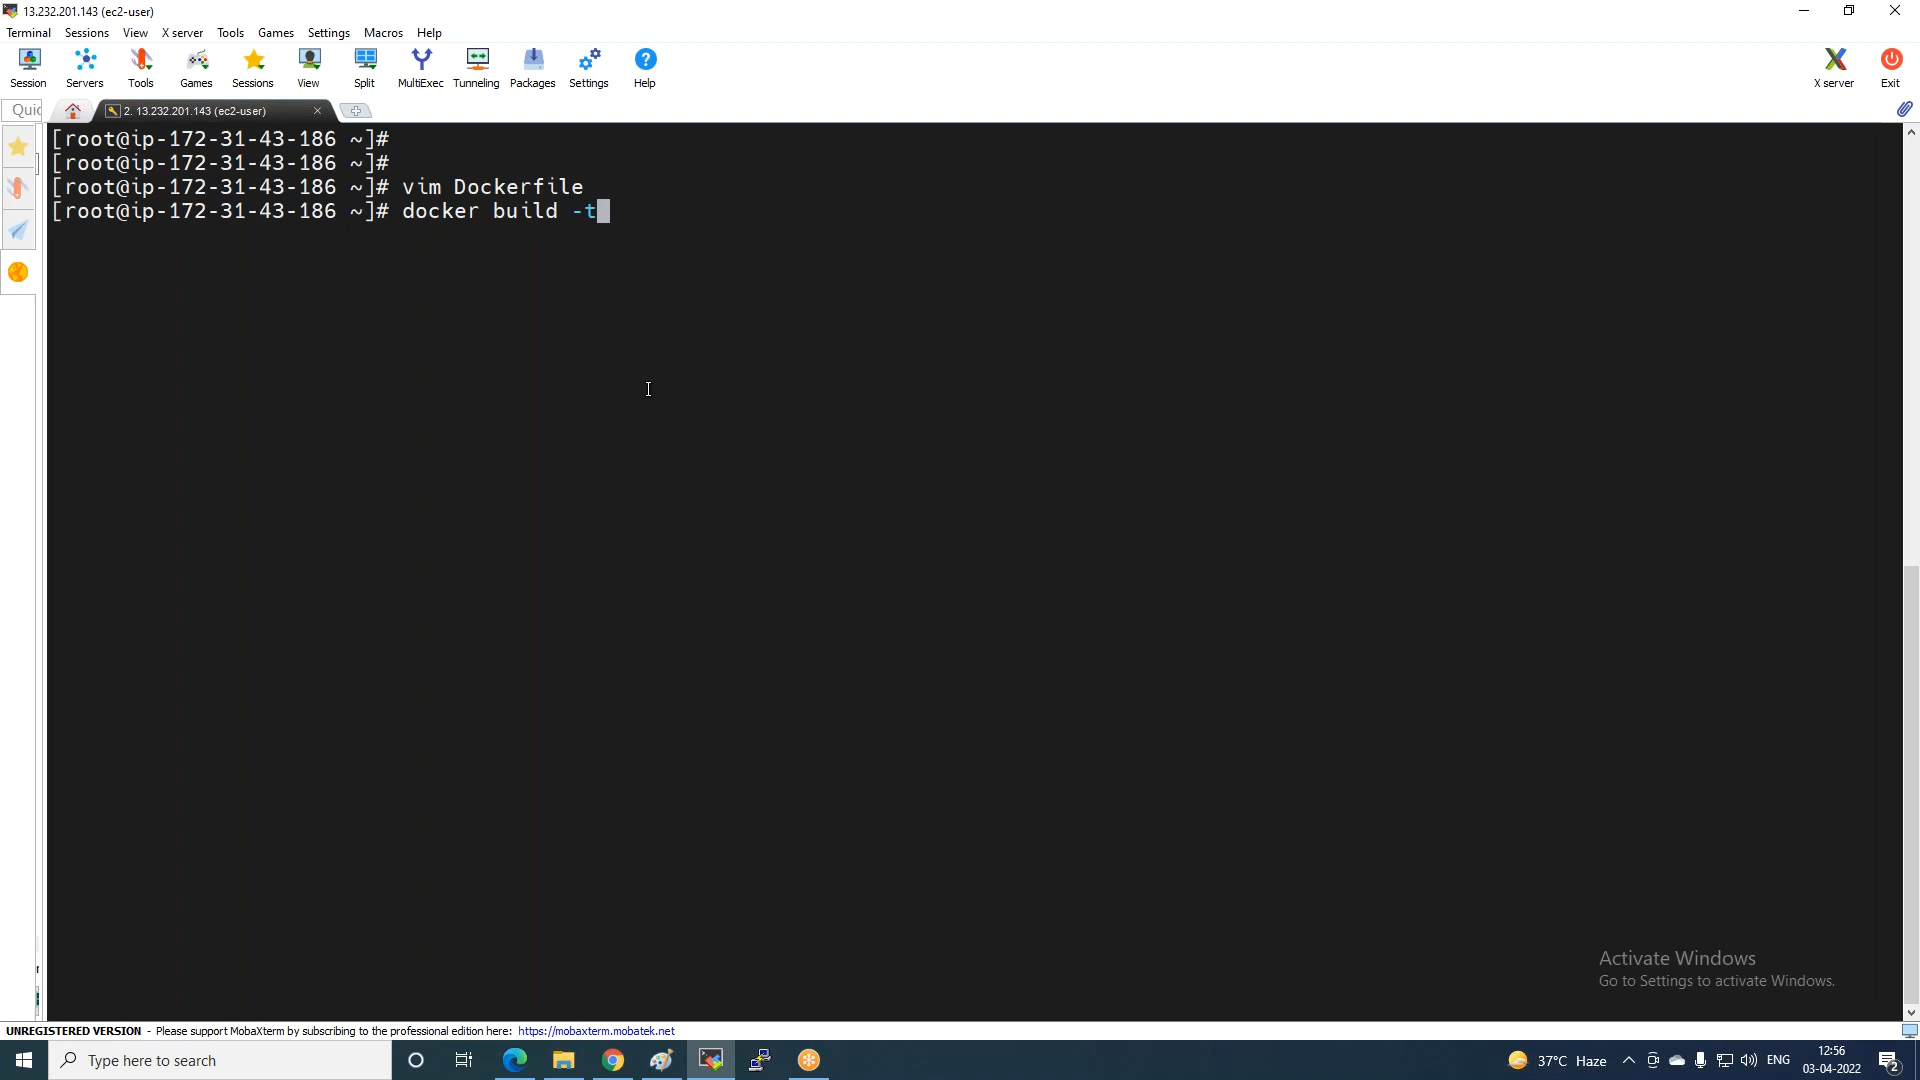 13.232.201.143 (ec2-user)
Terminal Sessions View X server Tools Games Settings Macros Help
Session Servers Tools Games Sessions View Split MultiExec Tunneling Packages Settings Help X server Exit
Quic 2. 13.232.201.143 (ec2-user)
[root@ip-172-31-43-186 ~]#
[root@ip-172-31-43-186 ~]#
[root@ip-172-31-43-186 ~]# vim Dockerfile
[root@ip-172-31-43-186 ~]# docker build -t
Activate Windows
Go to Settings to activate Windows.
UNREGISTERED VERSION - Please support MobaXterm by subscribing to the professional edition here: https://mobaxterm.mobatek.net
Type here to search 37°C Haze ENG 12:56
03-04-2022 2